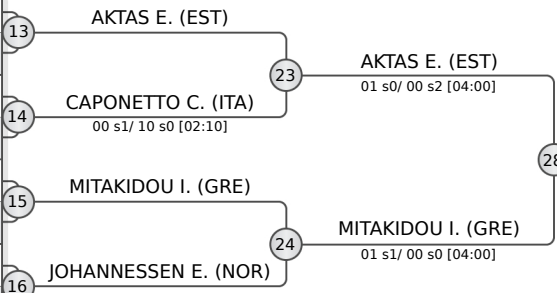 AKTAS E. (EST)
13
AKTAS E. (EST)
23
01 s0/ 00 s2 [04:00]
CAPONETTO C. (ITA)
14
00 s1/ 10 s0 [02:10]
28
MITAKIDOU I. (GRE)
15
MITAKIDOU I. (GRE)
24
01 s1/ 00 s0 [04:00]
JOHANNESSEN E. (NOR)
16